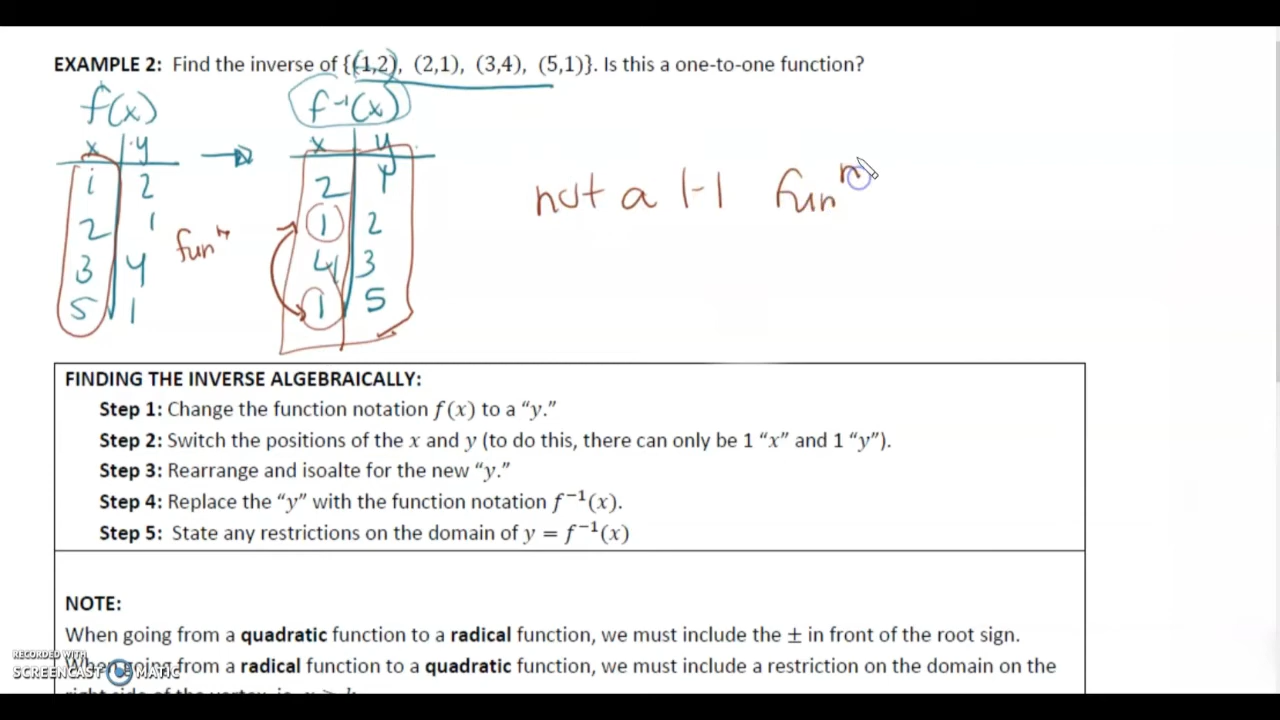 EXAMPLE 2: Find the inverse of {(1,2), (2,1), (3,4), (5,1)}. Is this a one-to-one function?
f(x) f⁻¹(x)
x y x y
1 2 2 1
2 1 1 2
3 4 4 3
5 1 1 5
funⁿ
not a 1-1 funⁿ
FINDING THE INVERSE ALGEBRAICALLY:
Step 1: Change the function notation f(x) to a “y.”
Step 2: Switch the positions of the x and y (to do this, there can only be 1 “x” and 1 “y”).
Step 3: Rearrange and isoalte for the new “y.”
Step 4: Replace the “y” with the function notation f⁻¹(x).
Step 5: State any restrictions on the domain of y = f⁻¹(x)
NOTE:
When going from a quadratic function to a radical function, we must include the ± in front of the root sign.
When going from a radical function to a quadratic function, we must include a restriction on the domain on the
RECORDED WITH
SCREENCAST MATIC